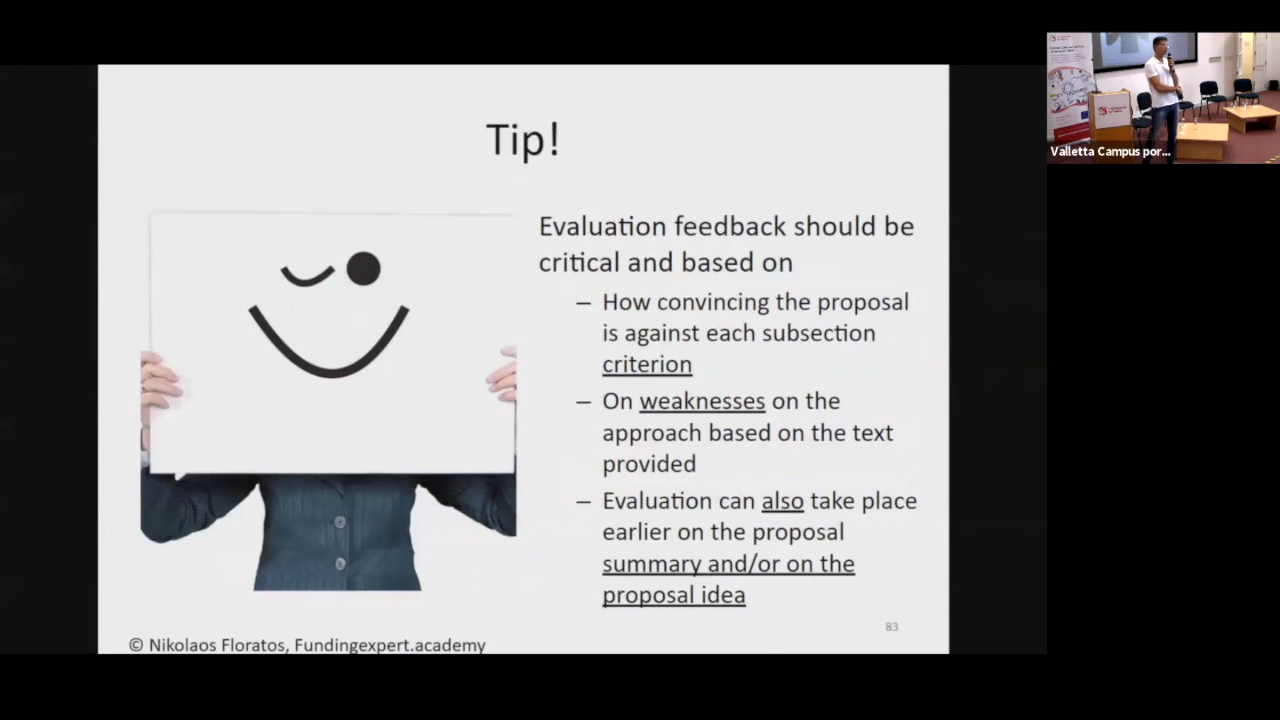 Tip!
Evaluation feedback should be
critical and based on
– How convincing the proposal
is against each subsection
criterion
– On weaknesses on the
approach based on the text
provided
– Evaluation can also take place
earlier on the proposal
summary and/or on the
proposal idea
83
© Nikolaos Floratos, Fundingexpert.academy
Valletta Campus por...